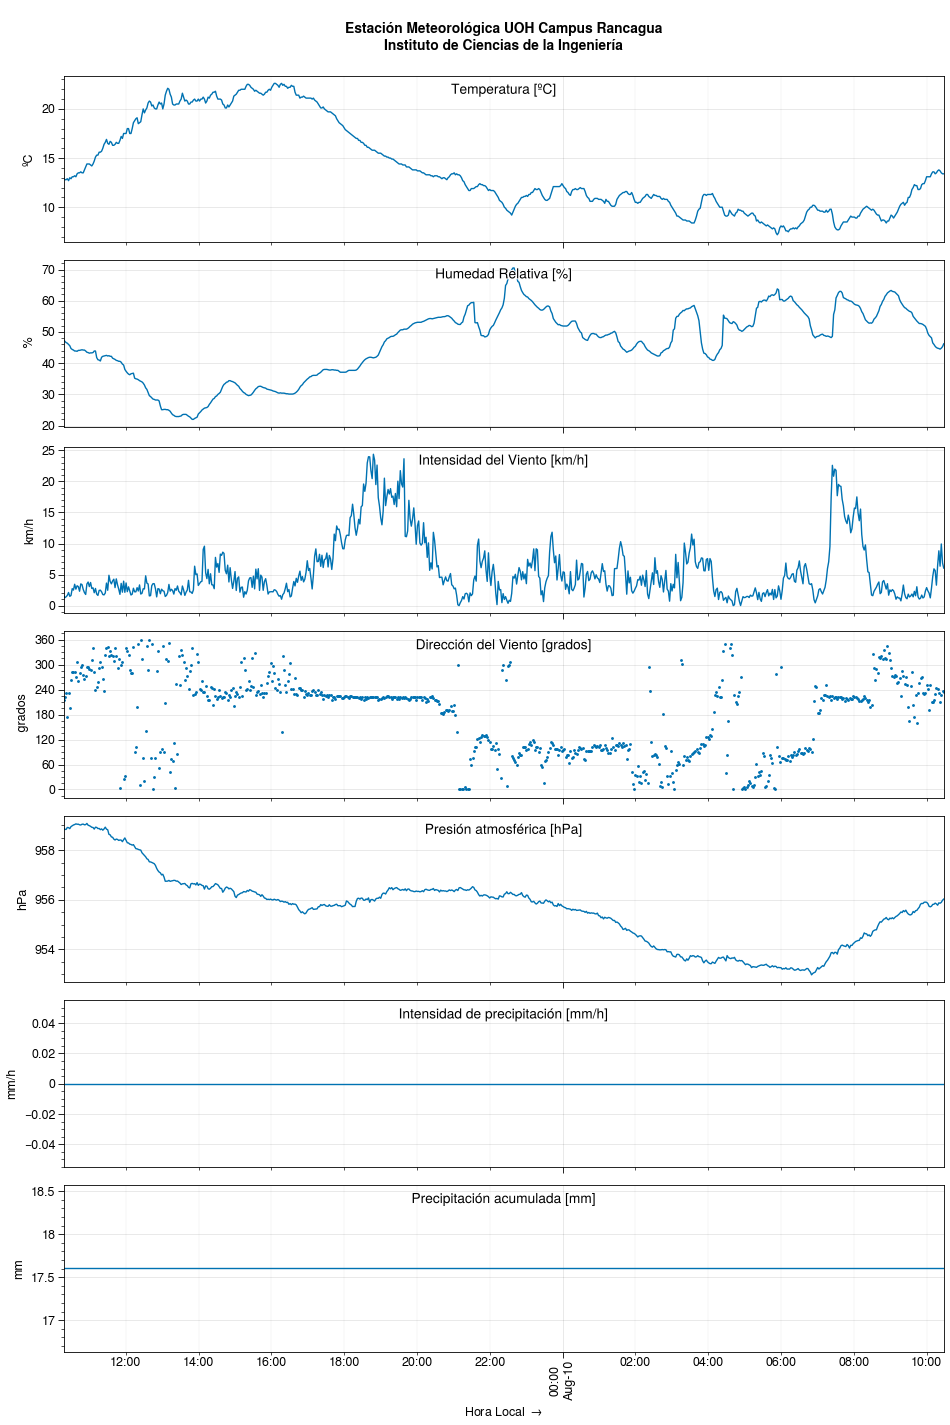 Estación Meteorológica UOH Campus Rancagua
Instituto de Ciencias de la Ingeniería
Temperatura [ºC]
ºC
20
15
10
Humedad Relativa [%]
%
70
60
50
40
30
20
Intensidad del Viento [km/h]
km/h
25
20
15
10
5
0
Dirección del Viento [grados]
grados
360
300
240
180
120
60
0
Presión atmosférica [hPa]
hPa
958
956
954
Intensidad de precipitación [mm/h]
mm/h
0.04
0.02
0
−0.02
−0.04
Precipitación acumulada [mm]
mm
18.5
18
17.5
17
12:00 14:00 16:00 18:00 20:00 22:00 00:00 02:00 04:00 06:00 08:00 10:00
Aug-10
Hora Local →